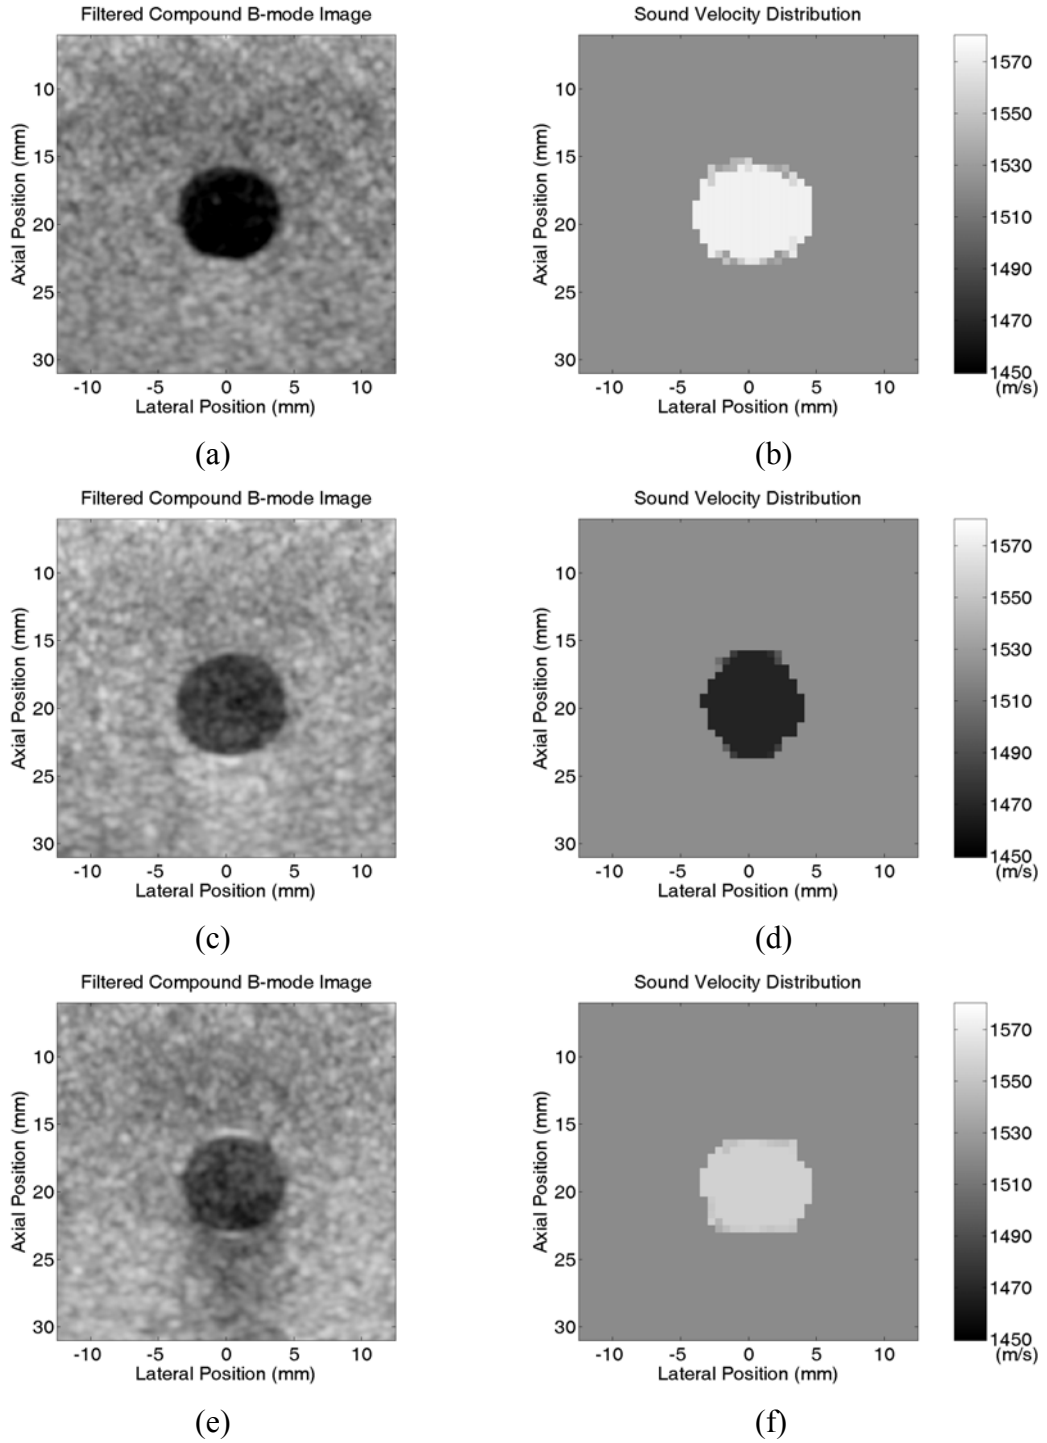 Filtered Compound B-mode Image
Sound Velocity Distribution
10
15
20
25
30
Axial Position (mm)
-10 -5 0 5 10
Lateral Position (mm)
10
15
20
25
30
Axial Position (mm)
-10 -5 0 5 10
Lateral Position (mm)
1570
1550
1530
1510
1490
1470
1450
(m/s)
(a)
(b)
Filtered Compound B-mode Image
Sound Velocity Distribution
10
15
20
25
30
Axial Position (mm)
-10 -5 0 5 10
Lateral Position (mm)
10
15
20
25
30
Axial Position (mm)
-10 -5 0 5 10
Lateral Position (mm)
1570
1550
1530
1510
1490
1470
1450
(m/s)
(c)
(d)
Filtered Compound B-mode Image
Sound Velocity Distribution
10
15
20
25
30
Axial Position (mm)
-10 -5 0 5 10
Lateral Position (mm)
10
15
20
25
30
Axial Position (mm)
-10 -5 0 5 10
Lateral Position (mm)
1570
1550
1530
1510
1490
1470
1450
(m/s)
(e)
(f)